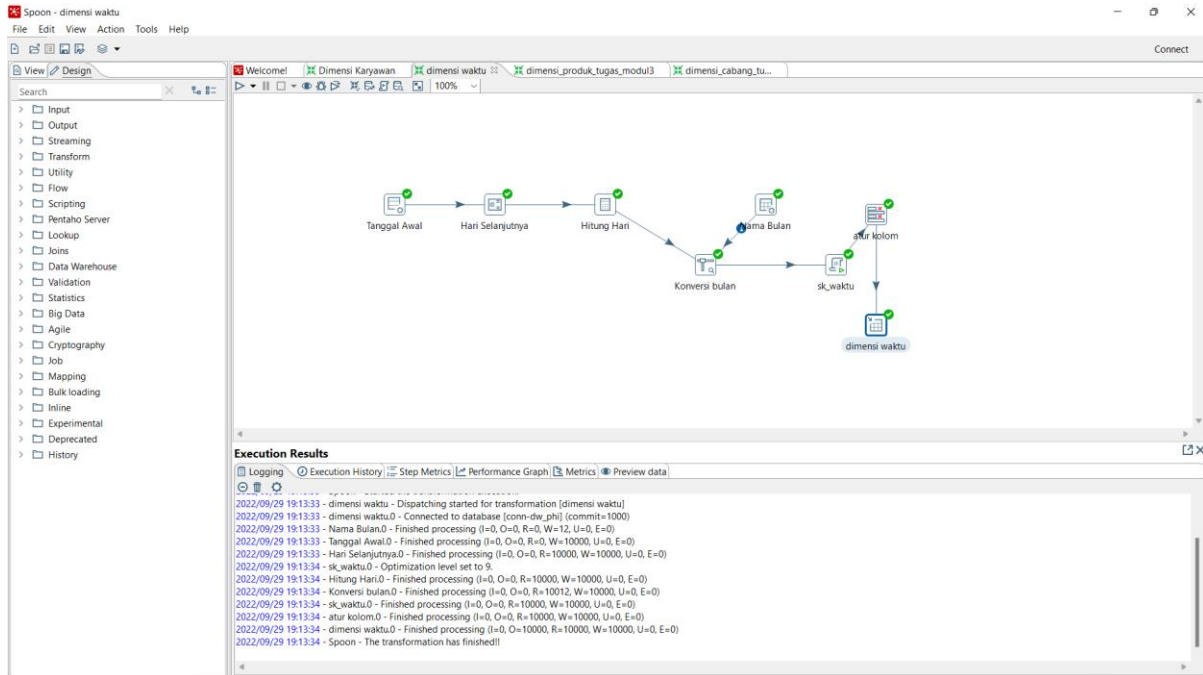 Spoon - dimensi waktu
File Edit View Action Tools Help
Connect
View Design
Search
Input
Output
Streaming
Transform
Utility
Flow
Scripting
Pentaho Server
Lookup
Joins
Data Warehouse
Validation
Statistics
Big Data
Agile
Cryptography
Job
Mapping
Bulk loading
Inline
Experimental
Deprecated
History
Welcome! Dimensi Karyawan dimensi waktu dimensi_produk_tugas_modul3 dimensi_cabang_tu...
100%
Tanggal Awal
Hari Selanjutnya
Hitung Hari
Nama Bulan
atur kolom
Konversi bulan
sk_waktu
dimensi waktu
Execution Results
Logging Execution History Step Metrics Performance Graph Metrics Preview data
2022/09/29 19:13:33 - dimensi waktu - Dispatching started for transformation [dimensi waktu]
2022/09/29 19:13:33 - dimensi waktu.0 - Connected to database [conn-dw_phi] (commit=1000)
2022/09/29 19:13:33 - Nama Bulan.0 - Finished processing (I=0, O=0, R=0, W=12, U=0, E=0)
2022/09/29 19:13:33 - Tanggal Awal.0 - Finished processing (I=0, O=0, R=0, W=10000, U=0, E=0)
2022/09/29 19:13:33 - Hari Selanjutnya.0 - Finished processing (I=0, O=0, R=10000, W=10000, U=0, E=0)
2022/09/29 19:13:34 - sk_waktu.0 - Optimization level set to 9.
2022/09/29 19:13:34 - Hitung Hari.0 - Finished processing (I=0, O=0, R=10000, W=10000, U=0, E=0)
2022/09/29 19:13:34 - Konversi bulan.0 - Finished processing (I=0, O=0, R=10012, W=10000, U=0, E=0)
2022/09/29 19:13:34 - sk_waktu.0 - Finished processing (I=0, O=0, R=10000, W=10000, U=0, E=0)
2022/09/29 19:13:34 - atur kolom.0 - Finished processing (I=0, O=0, R=10000, W=10000, U=0, E=0)
2022/09/29 19:13:34 - dimensi waktu.0 - Finished processing (I=0, O=10000, R=10000, W=10000, U=0, E=0)
2022/09/29 19:13:34 - Spoon - The transformation has finished!!